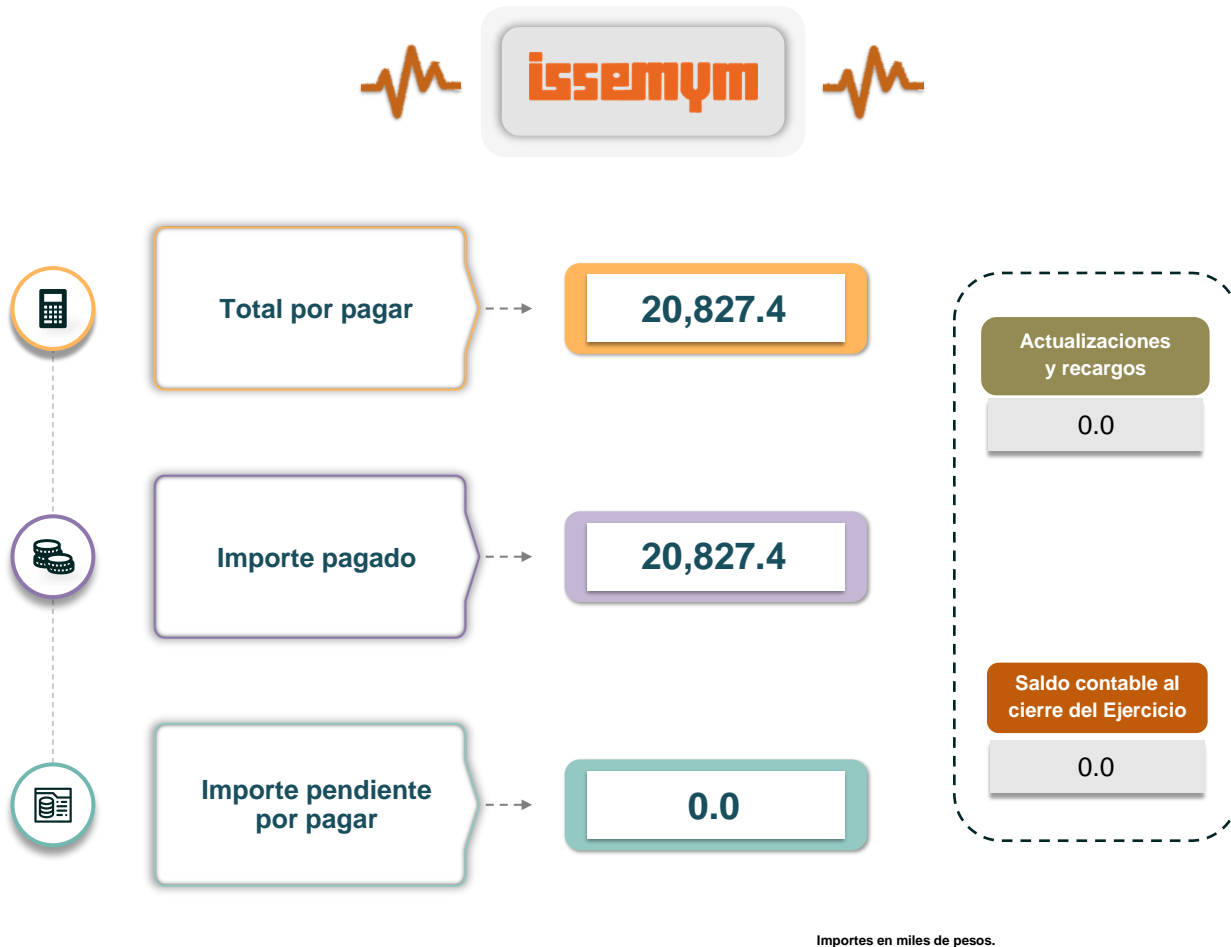 issemym
Total por pagar
20,827.4
Actualizaciones
y recargos
0.0
Importe pagado
20,827.4
Saldo contable al
cierre del Ejercicio
0.0
Importe pendiente
por pagar
0.0
Importes en miles de pesos.